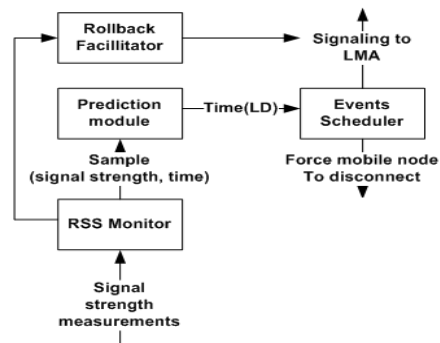 Rollback
Facillitator
Signaling to
LMA
Prediction
module
Time(LD)
Events
Scheduler
Sample
(signal strength, time)
Force mobile node
To disconnect
RSS Monitor
Signal
strength
measurements